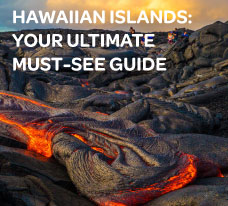 HAWAIIAN ISLANDS:
YOUR ULTIMATE
MUST-SEE GUIDE